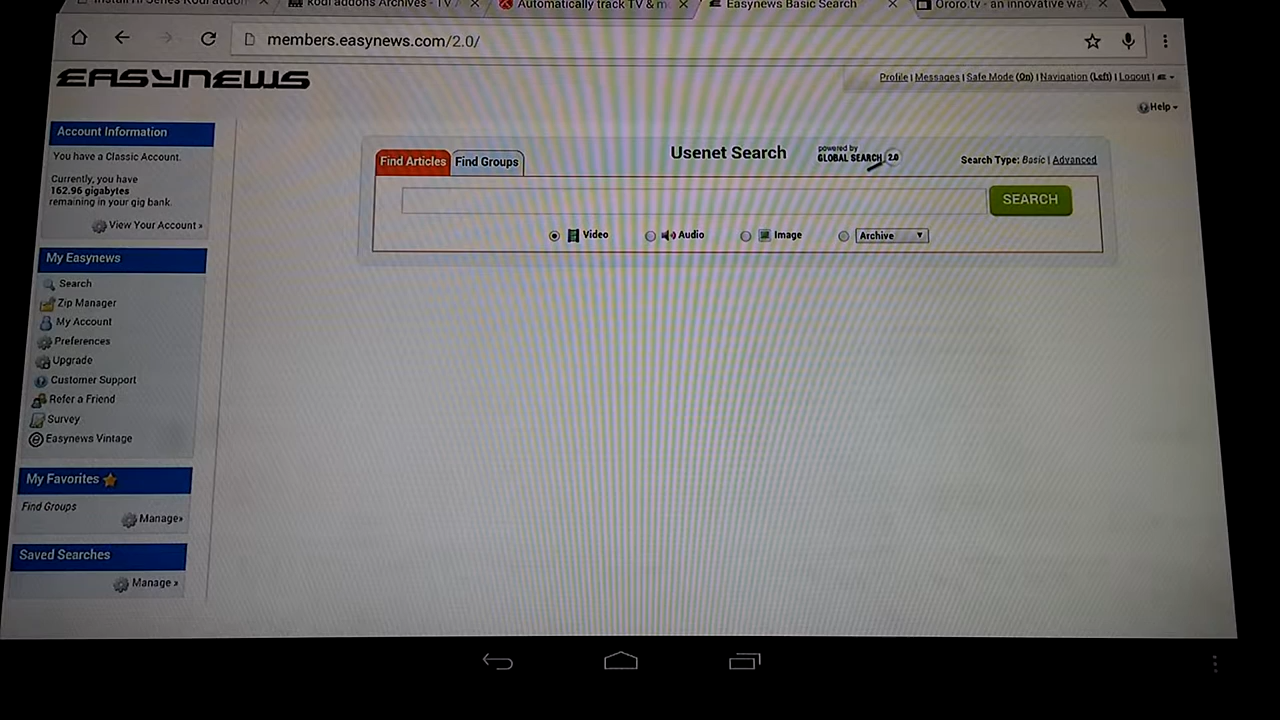 Kodi addons Archives - TV
Automatically track TV & m
Easynews Basic Search
Ororo.tv - an innovative way
members.easynews.com/2.0/
EASYNEWS
Profile | Messages | Safe Mode (On) | Navigation (Left) | Logout |
Help
Account Information
You have a Classic Account.
Currently, you have
162.96 gigabytes
remaining in your gig bank.
View Your Account »
My Easynews
Search
Zip Manager
My Account
Preferences
Upgrade
Customer Support
Refer a Friend
Survey
Easynews Vintage
My Favorites
Find Groups
Manage»
Saved Searches
Manage »
Find Articles
Find Groups
Usenet Search
powered by
GLOBAL SEARCH 2.0
Search Type: Basic | Advanced
SEARCH
Video
Audio
Image
Archive